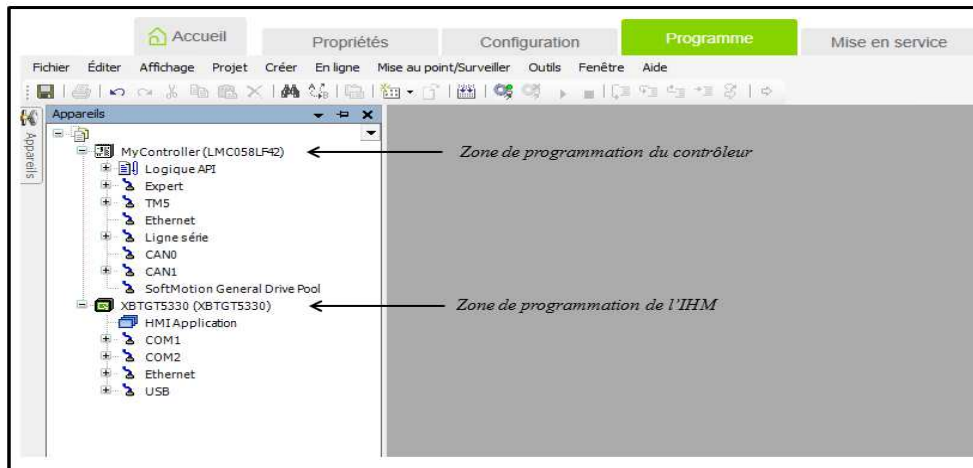 Accueil
Propriétés
Configuration
Programme
Mise en service
Fichier Éditer Affichage Projet Créer En ligne Mise au point/Surveiller Outils Fenêtre Aide
Appareils
Appareils
MyController (LMC058LF42)
Zone de programmation du contrôleur
Logique API
Expert
TM5
Ethernet
Ligne série
CAN0
CAN1
SoftMotion General Drive Pool
XBTGT5330 (XBTGT5330)
Zone de programmation de l'IHM
HMI Application
COM1
COM2
Ethernet
USB